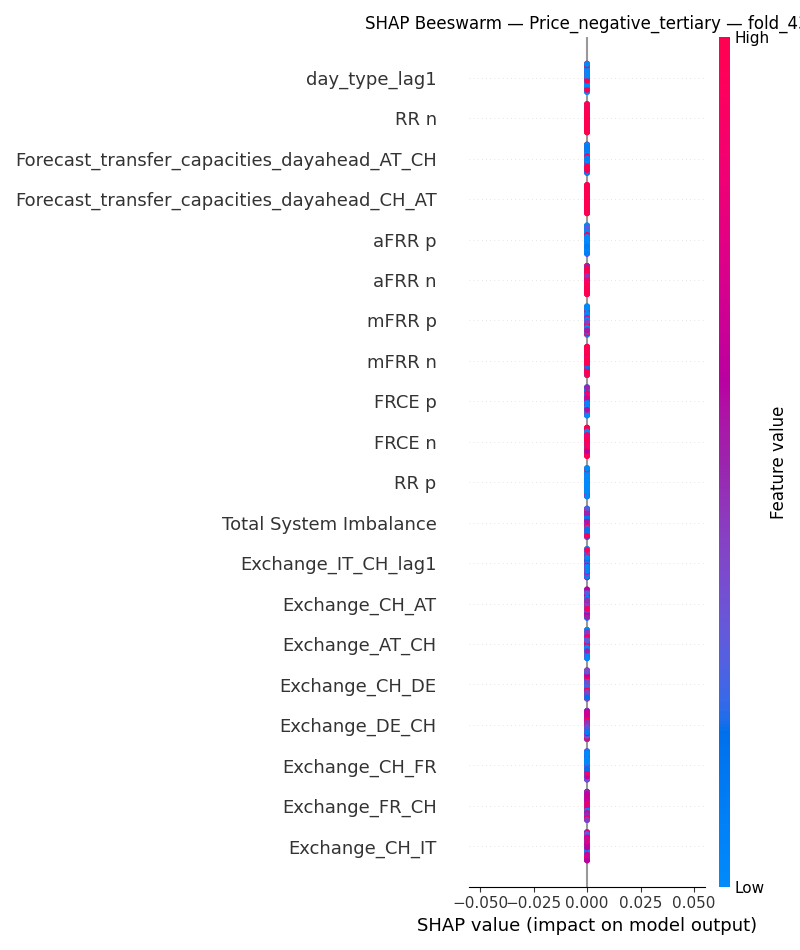 SHAP Beeswarm — Price_negative_tertiary — fold_43
High
day_type_lag1
RR n
Forecast_transfer_capacities_dayahead_AT_CH
Forecast_transfer_capacities_dayahead_CH_AT
aFRR p
aFRR n
mFRR p
mFRR n
FRCE p
FRCE n
RR p
Total System Imbalance
Exchange_IT_CH_lag1
Exchange_CH_AT
Exchange_AT_CH
Exchange_CH_DE
Exchange_DE_CH
Exchange_CH_FR
Exchange_FR_CH
Exchange_CH_IT
Feature value
Low
−0.050 −0.025 0.000 0.025 0.050
SHAP value (impact on model output)